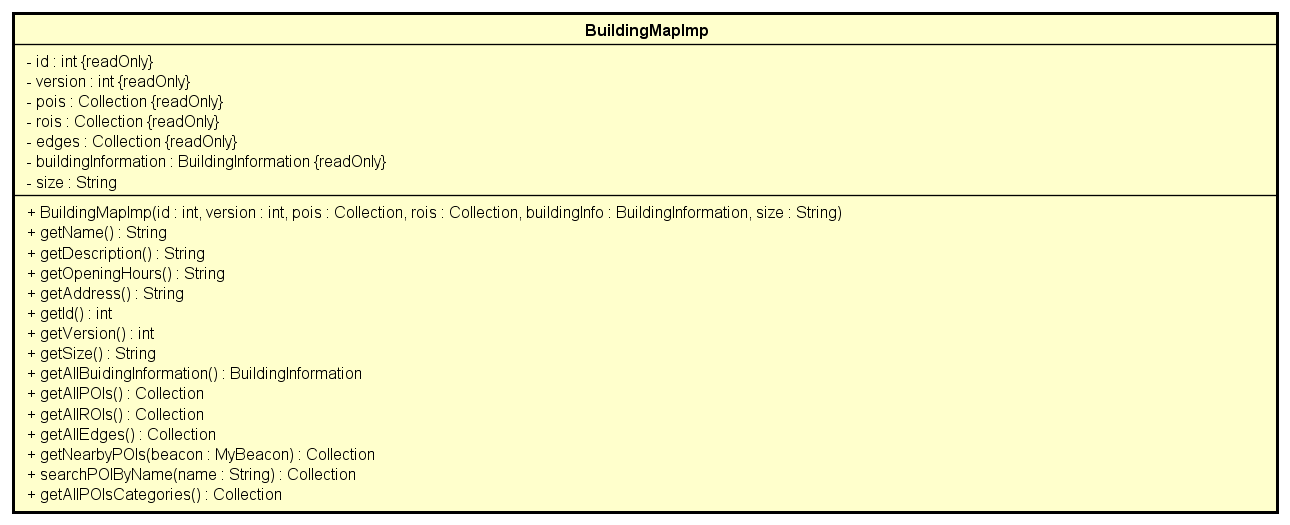 BuildingMapImp
- id : int {readOnly}
- version : int {readOnly}
- pois : Collection {readOnly}
- rois : Collection {readOnly}
- edges : Collection {readOnly}
- buildingInformation : BuildingInformation {readOnly}
- size : String
+ BuildingMapImp(id : int, version : int, pois : Collection, rois : Collection, buildingInfo : BuildingInformation, size : String)
+ getName() : String
+ getDescription() : String
+ getOpeningHours() : String
+ getAddress() : String
+ getId() : int
+ getVersion() : int
+ getSize() : String
+ getAllBuidingInformation() : BuildingInformation
+ getAllPOIs() : Collection
+ getAllROIs() : Collection
+ getAllEdges() : Collection
+ getNearbyPOIs(beacon : MyBeacon) : Collection
+ searchPOIByName(name : String) : Collection
+ getAllPOIsCategories() : Collection